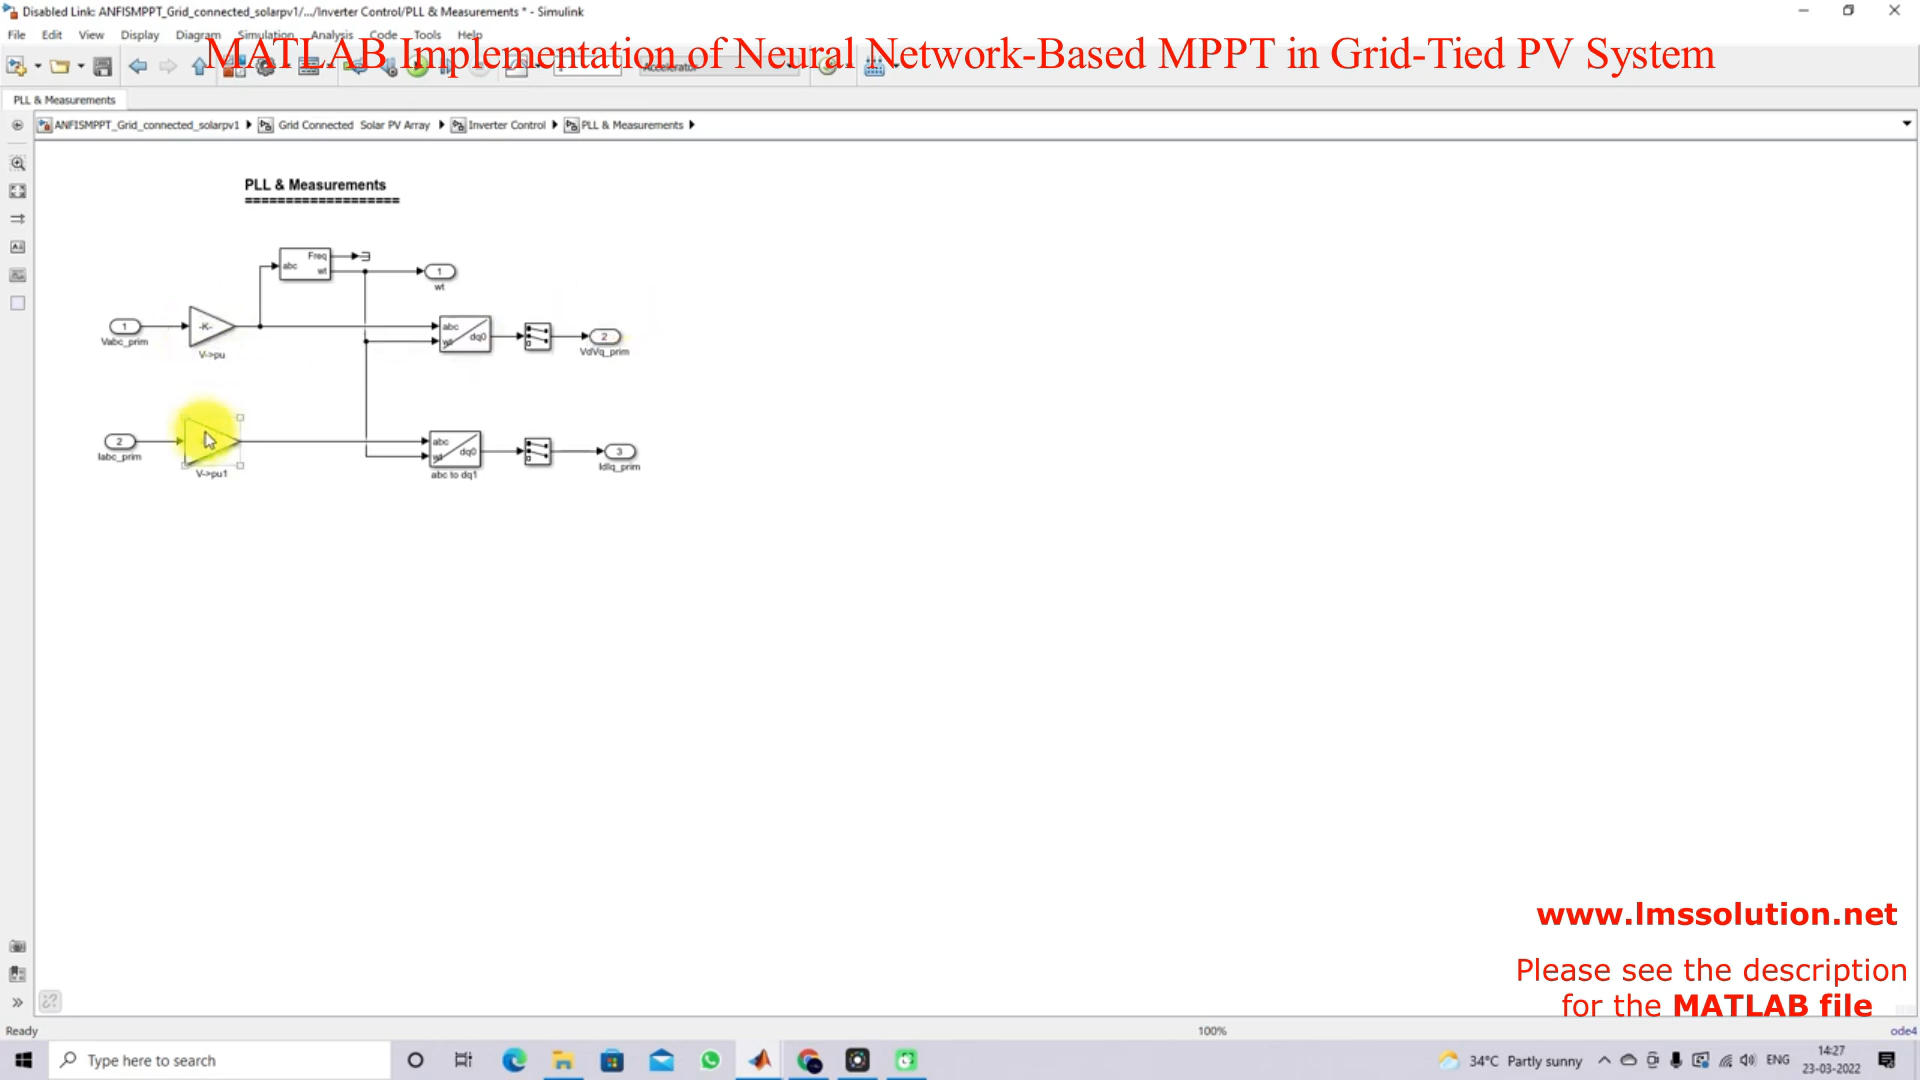 Disabled Link: ANFISMPPT_Grid_connected_solarpv1/.../Inverter Control/PLL & Measurements * - Simulink
File Edit View Display Diagram Simulation Analysis Code Tools Help
MATLAB Implementation of Neural Network-Based MPPT in Grid-Tied PV System
Accelerator
PLL & Measurements
ANFISMPPT_Grid_connected_solarpv1 Grid Connected Solar PV Array Inverter Control PLL & Measurements
PLL & Measurements
===================
Freq
abc
wt
1
wt
1
Vabc_prim
-K-
V->pu
abc
wt
dq0
2
VdVq_prim
2
Iabc_prim
V->pu1
abc
wt
dq0
abc to dq1
3
IdIq_prim
www.lmssolution.net
Please see the description
for the MATLAB file
Ready
100%
ode4
Type here to search
34°C Partly sunny
ENG
14:27
23-03-2022